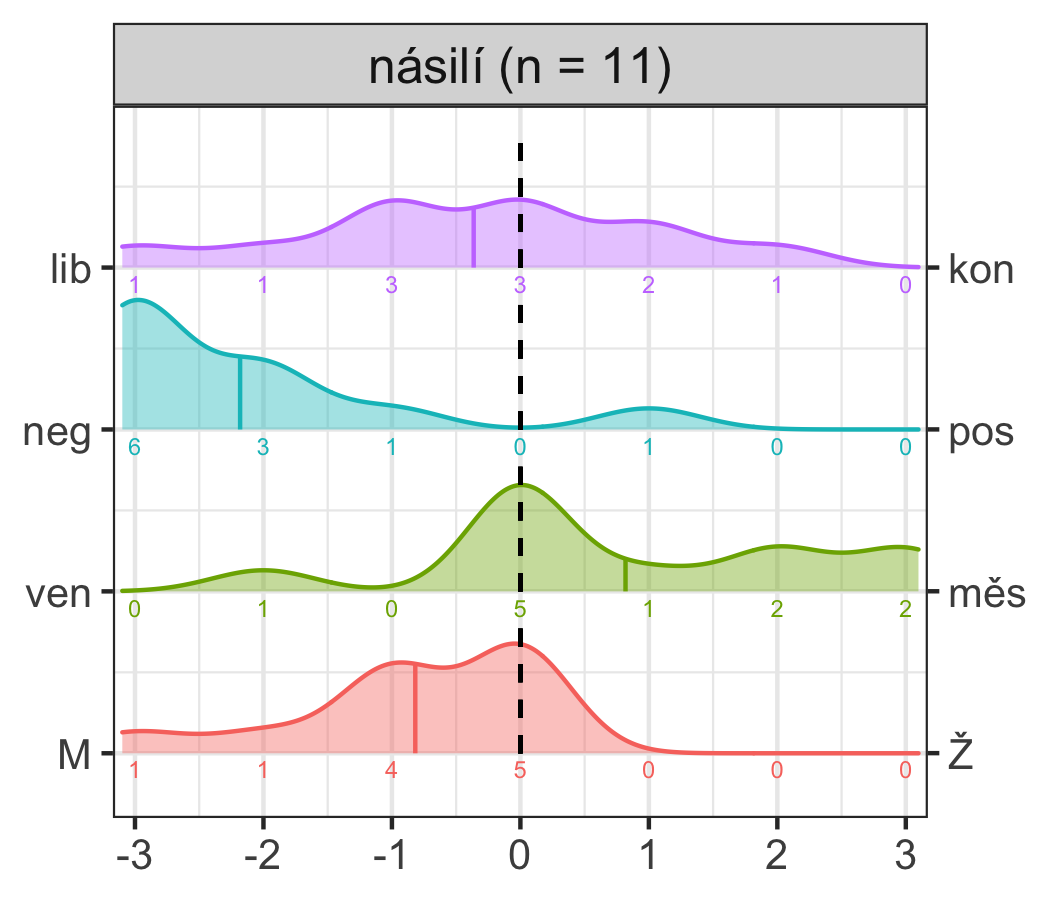 násilí (n = 11)
lib kon
1 1 3 3 2 1 0
neg pos
6 3 1 0 1 0 0
ven měs
0 1 0 5 1 2 2
M Ž
1 1 4 5 0 0 0
-3 -2 -1 0 1 2 3